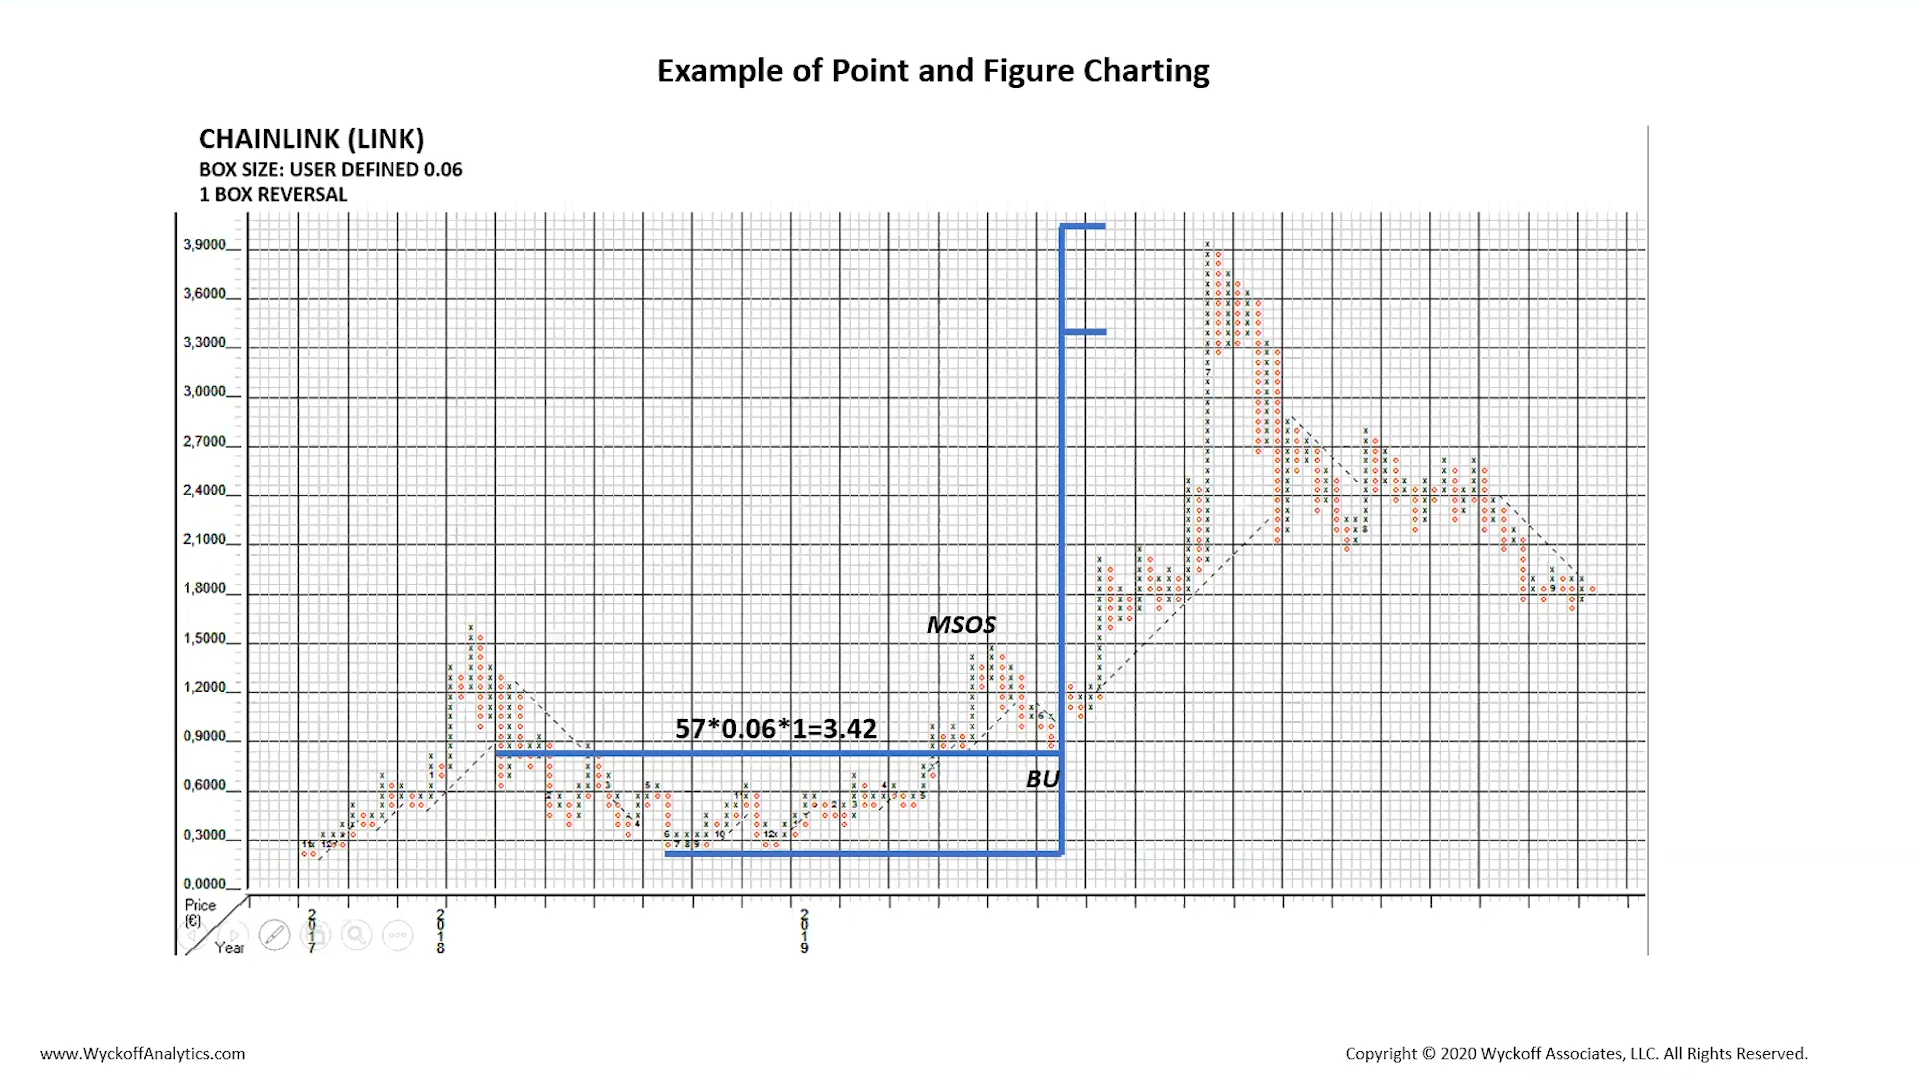 Example of Point and Figure Charting
CHAINLINK (LINK)
BOX SIZE: USER DEFINED 0.06
1 BOX REVERSAL
3,9000
3,6000
3,3000
3,0000
2,7000
2,4000
2,1000
1,8000
1,5000
1,2000
0,9000
0,6000
0,3000
0,0000
MSOS
57*0.06*1=3.42
BU
Price
(€)
Year
2017
2018
2019
www.WyckoffAnalytics.com
Copyright © 2020 Wyckoff Associates, LLC. All Rights Reserved.